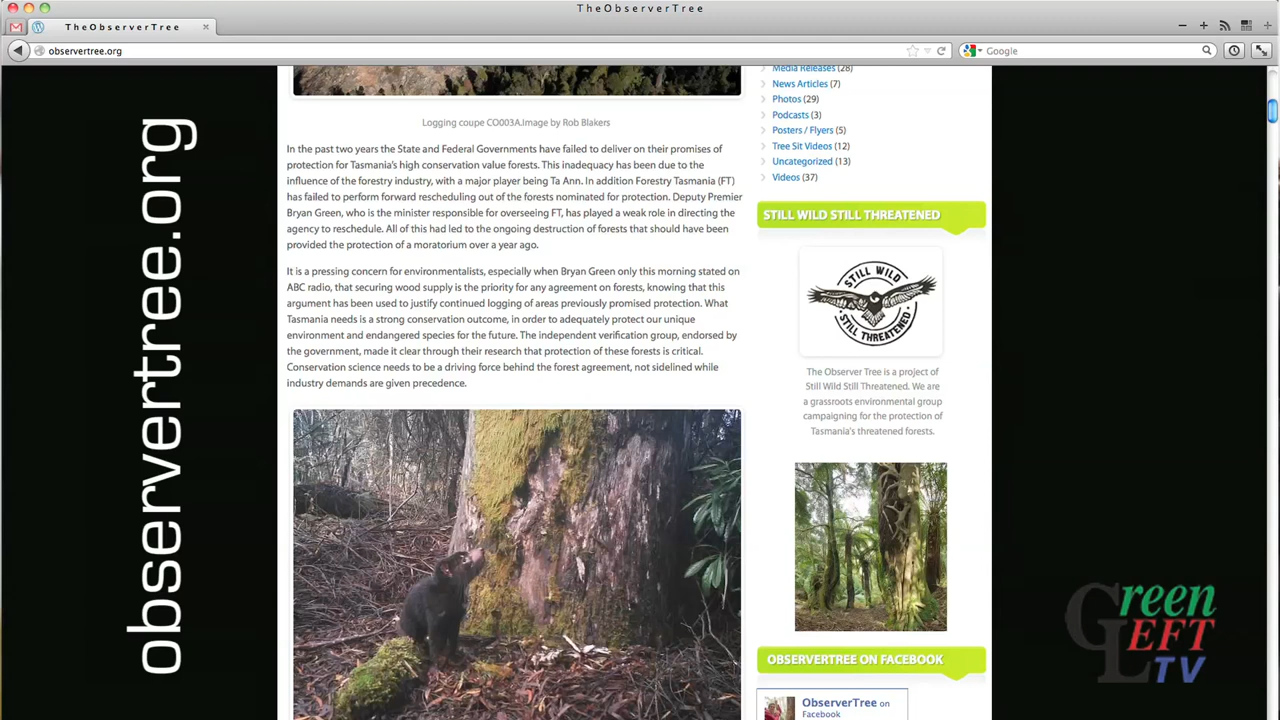 TheObserverTree
TheObserverTree
observertree.org
Google
observertree.org
Logging coupe CO003A.Image by Rob Blakers
In the past two years the State and Federal Governments have failed to deliver on their promises of
protection for Tasmania's high conservation value forests. This inadequacy has been due to the
influence of the forestry industry, with a major player being Ta Ann. In addition Forestry Tasmania (FT)
has failed to perform forward rescheduling out of the forests nominated for protection. Deputy Premier
Bryan Green, who is the minister responsible for overseeing FT, has played a weak role in directing the
agency to reschedule. All of this had led to the ongoing destruction of forests that should have been
provided the protection of a moratorium over a year ago.
It is a pressing concern for environmentalists, especially when Bryan Green only this morning stated on
ABC radio, that securing wood supply is the priority for any agreement on forests, knowing that this
argument has been used to justify continued logging of areas previously promised protection. What
Tasmania needs is a strong conservation outcome, in order to adequately protect our unique
environment and endangered species for the future. The independent verification group, endorsed by
the government, made it clear through their research that protection of these forests is critical.
Conservation science needs to be a driving force behind the forest agreement, not sidelined while
industry demands are given precedence.
Media Releases (28)
News Articles (7)
Photos (29)
Podcasts (3)
Posters / Flyers (5)
Tree Sit Videos (12)
Uncategorized (13)
Videos (37)
STILL WILD STILL THREATENED
STILL WILD
STILL THREATENED
The Observer Tree is a project of
Still Wild Still Threatened. We are
a grassroots environmental group
campaigning for the protection of
Tasmania's threatened forests.
OBSERVERTREE ON FACEBOOK
ObserverTree on
Facebook
Green
LEFT
TV